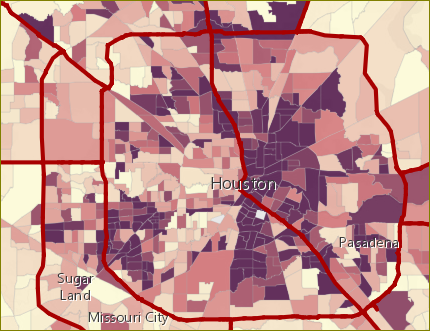 Houston
Pasadena
Sugar
Land
Missouri City